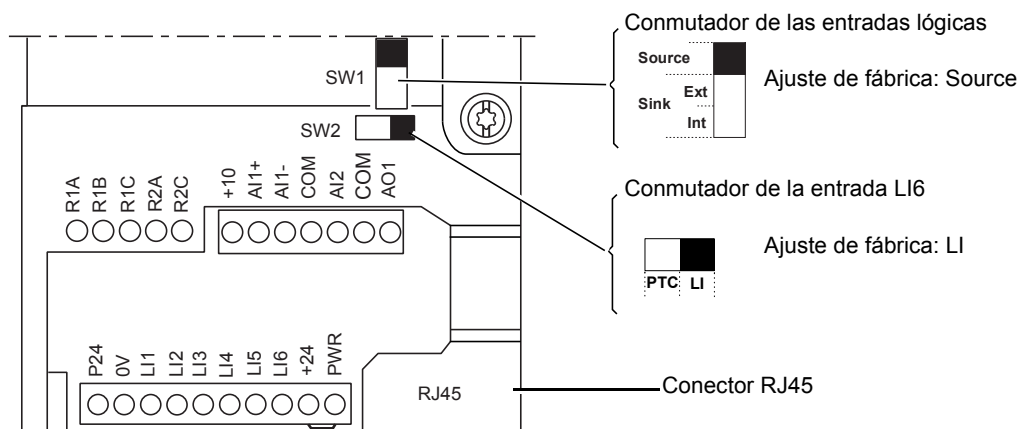 Conmutador de las entradas lógicas
Source
Sink
Ext
Int
Ajuste de fábrica: Source
SW1
SW2
Conmutador de la entrada LI6
Ajuste de fábrica: LI
PTC LI
R1A
R1B
R1C
R2A
R2C
+10
AI1+
AI1-
COM
AI2
COM
AO1
P24
0V
LI1
LI2
LI3
LI4
LI5
LI6
+24
PWR
RJ45
Conector RJ45